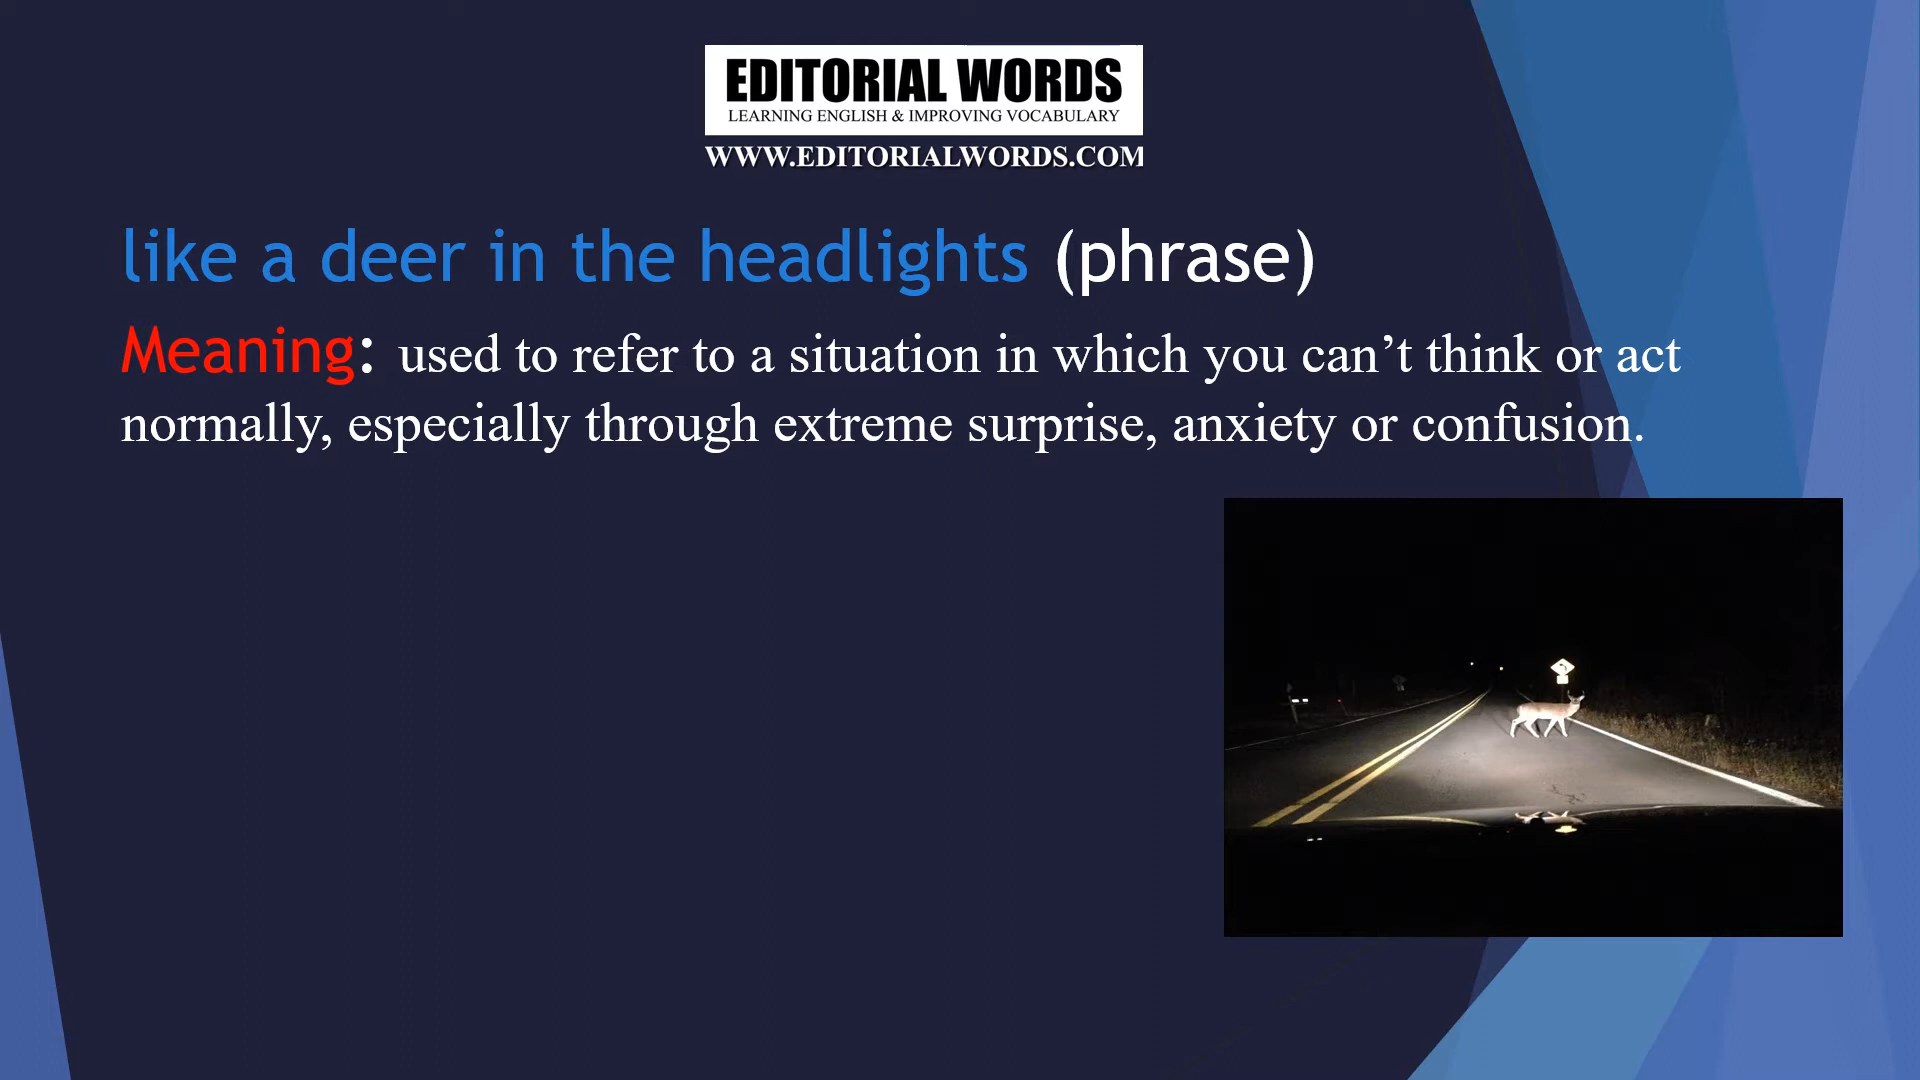 EDITORIAL WORDS
LEARNING ENGLISH & IMPROVING VOCABULARY
WWW.EDITORIALWORDS.COM
like a deer in the headlights (phrase)
Meaning: used to refer to a situation in which you can’t think or act
normally, especially through extreme surprise, anxiety or confusion.